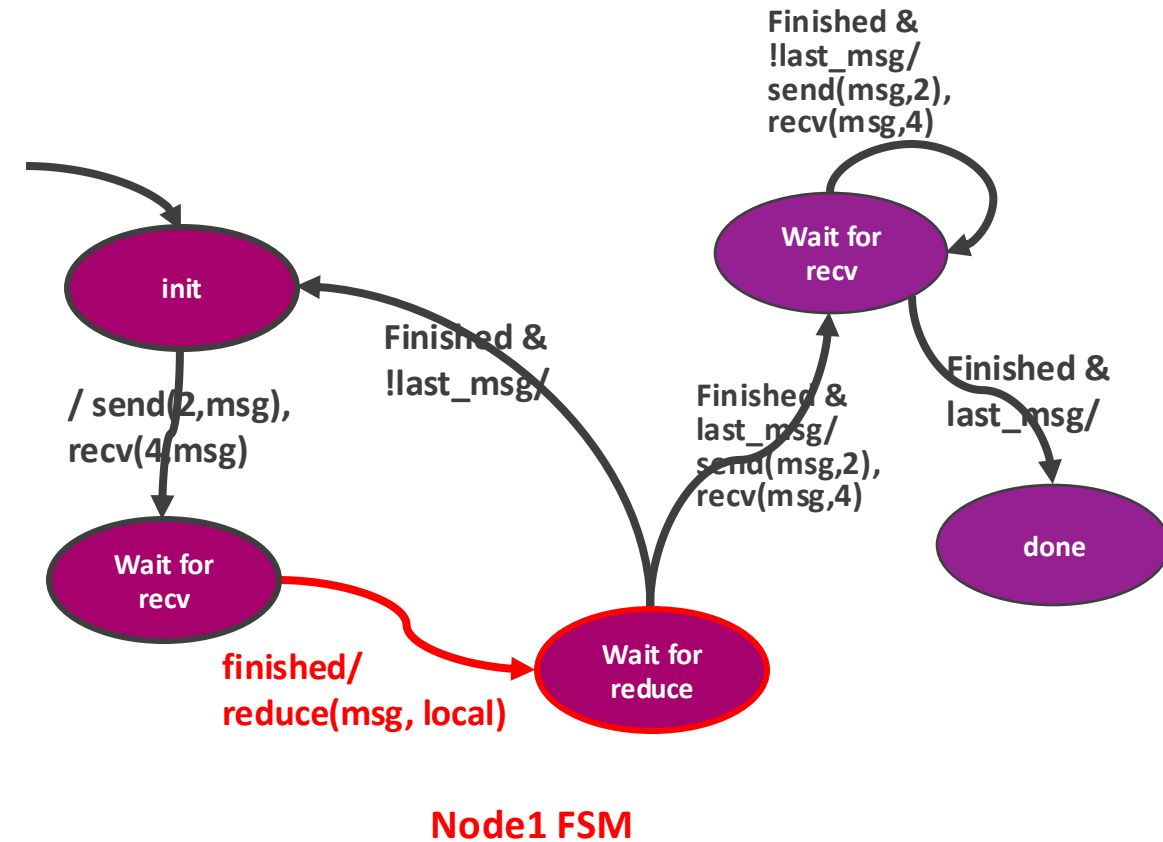 Finished &
!last_msg/
send(msg,2),
recv(msg,4)
Wait for
recv
init
Finished &
!last_msg/
Finished &
last_msg/
/ send(2,msg),
recv(4,msg)
Finished &
last_msg/
send(msg,2),
recv(msg,4)
Wait for
recv
done
finished/
reduce(msg, local)
Wait for
reduce
Node1 FSM